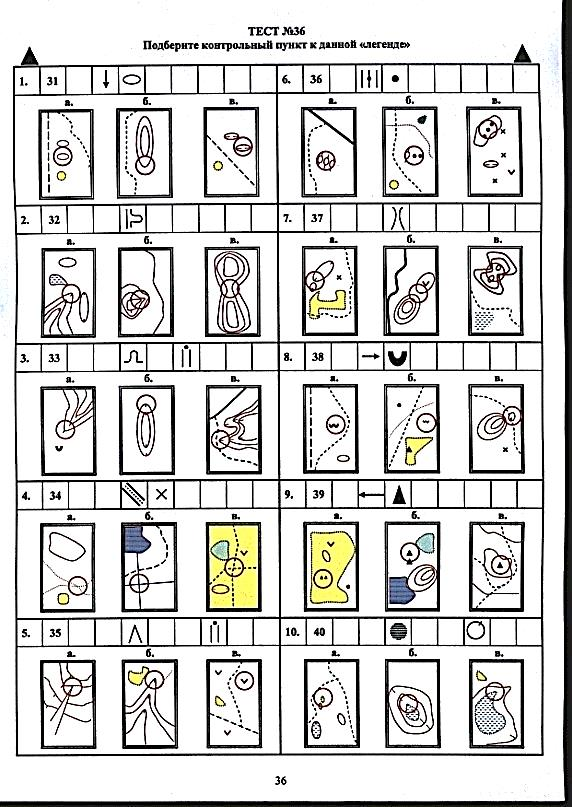 ТЕСТ №36
Подберите контрольный пункт к данной «легенде»
1. 31
а. б. в.
6. 36
а. б. в.
2. 32
а. б. в.
7. 37
а. б. в.
3. 33
а. б. в.
8. 38
а. б. в.
4. 34
а. б. в.
9. 39
а. б. в.
5. 35
а. б. в.
10. 40
а. б. в.
36